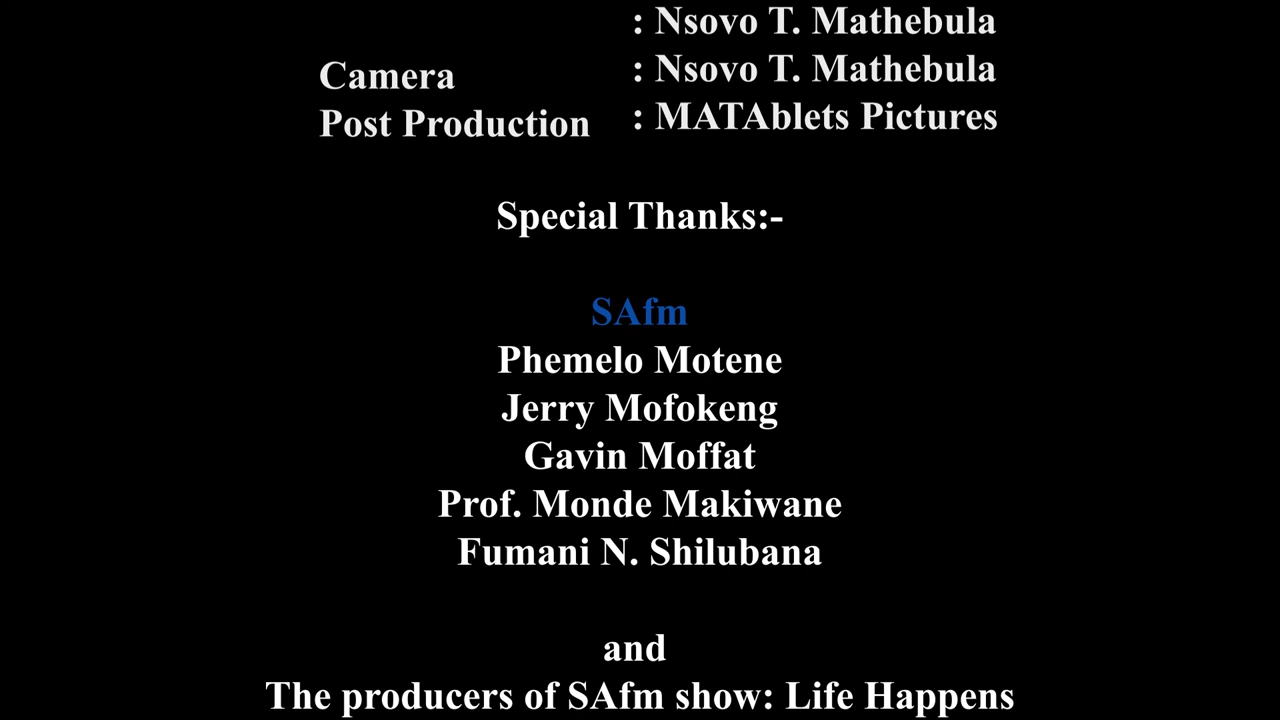 : Nsovo T. Mathebula
Camera : Nsovo T. Mathebula
Post Production : MATAblets Pictures
Special Thanks:-
SAfm
Phemelo Motene
Jerry Mofokeng
Gavin Moffat
Prof. Monde Makiwane
Fumani N. Shilubana
and
The producers of SAfm show: Life Happens